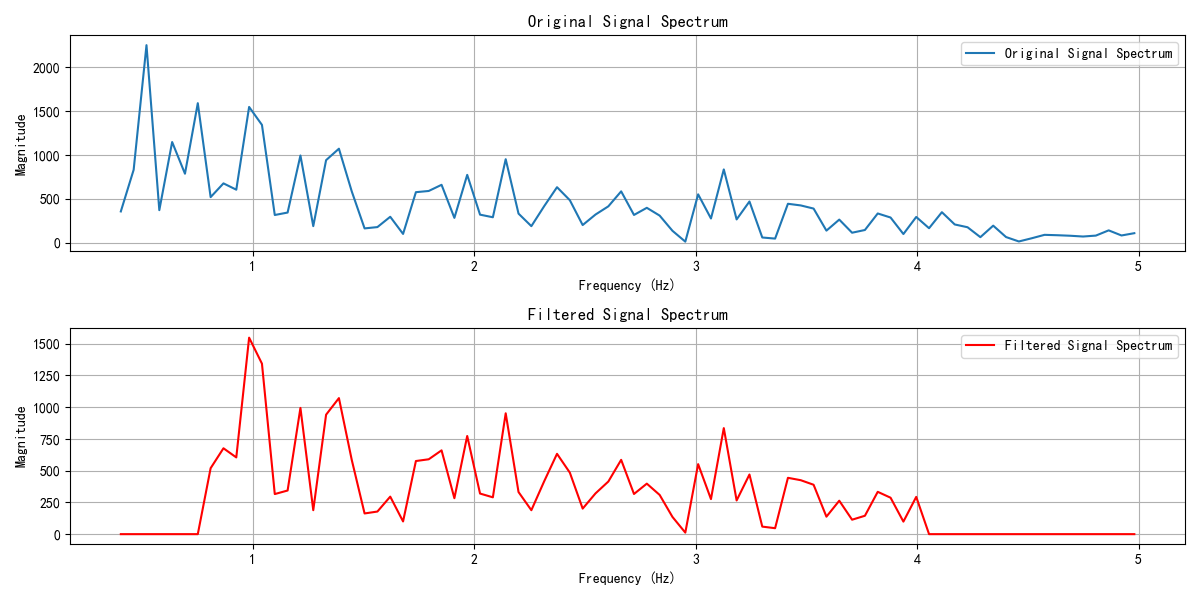 Original Signal Spectrum
Original Signal Spectrum
Magnitude
2000
1500
1000
500
0
1 2 3 4 5
Frequency (Hz)
Filtered Signal Spectrum
Filtered Signal Spectrum
Magnitude
1500
1250
1000
750
500
250
0
1 2 3 4 5
Frequency (Hz)